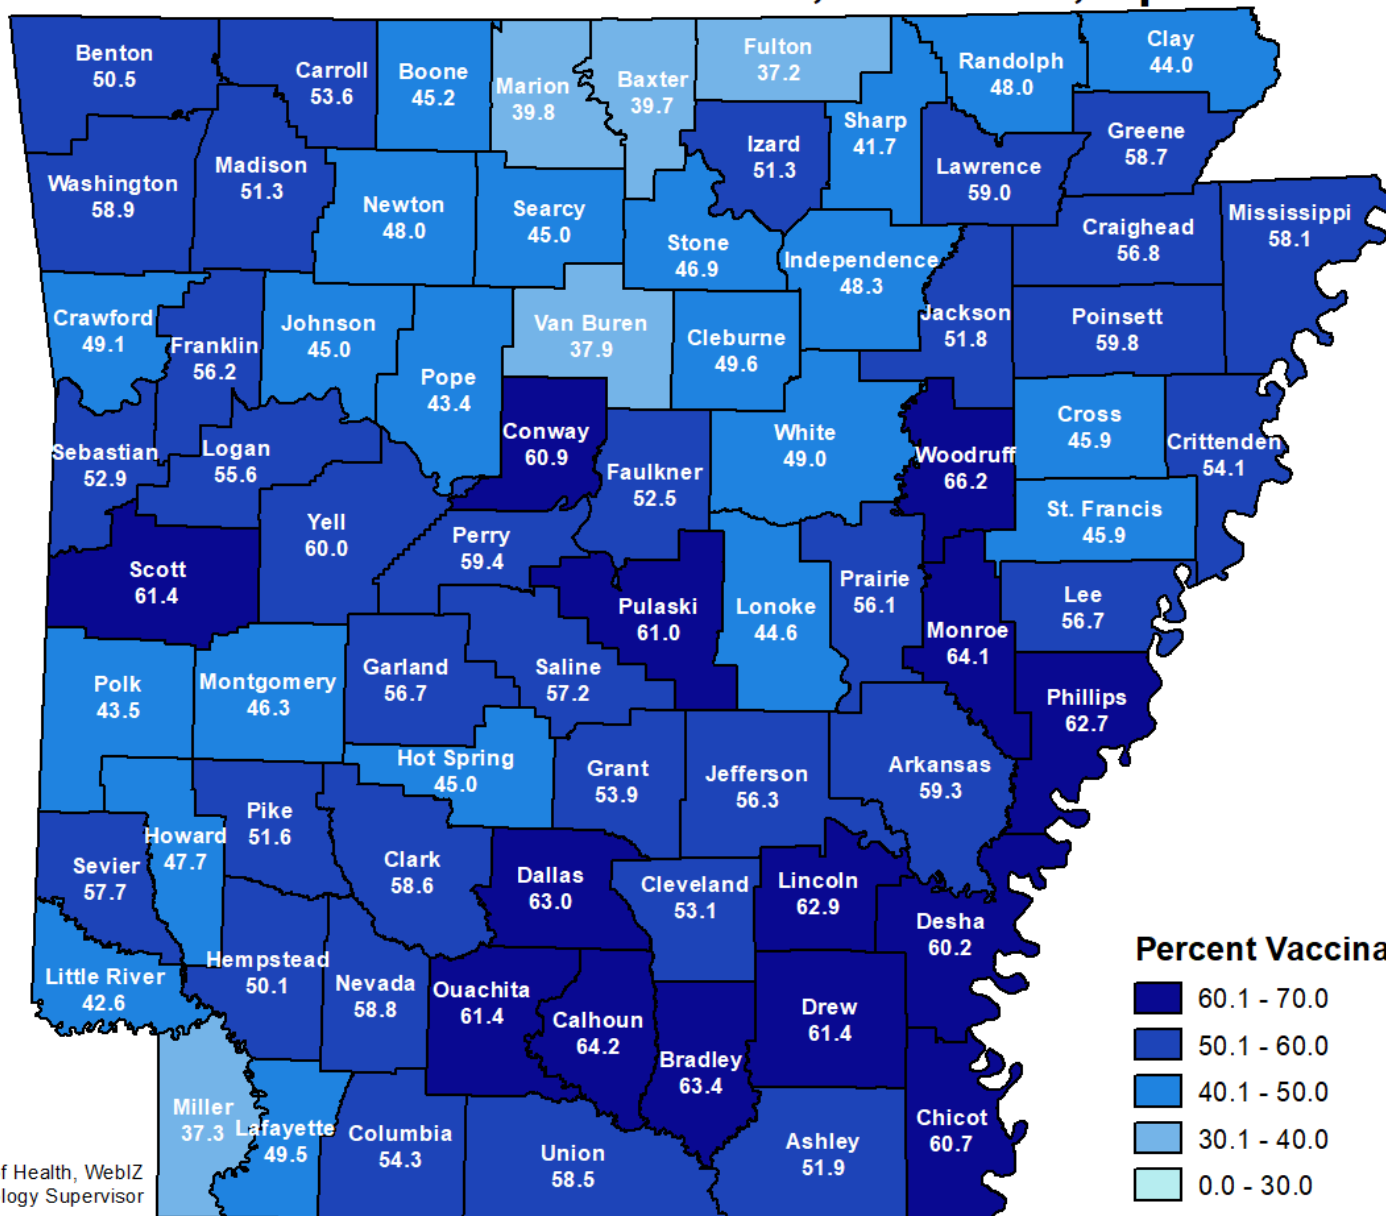 Benton
50.5
Carroll
53.6
Boone
45.2
Marion
39.8
Baxter
39.7
Fulton
37.2
Randolph
48.0
Clay
44.0
Washington
58.9
Madison
51.3
Newton
48.0
Searcy
45.0
Stone
46.9
Izard
51.3
Sharp
41.7
Lawrence
59.0
Greene
58.7
Independence
48.3
Craighead
56.8
Mississippi
58.1
Crawford
49.1
Franklin
56.2
Johnson
45.0
Pope
43.4
Van Buren
37.9
Cleburne
49.6
Jackson
51.8
Poinsett
59.8
Sebastian
52.9
Logan
55.6
Conway
60.9
Faulkner
52.5
White
49.0
Woodruff
66.2
Cross
45.9
Crittenden
54.1
St. Francis
45.9
Scott
61.4
Yell
60.0
Perry
59.4
Pulaski
61.0
Lonoke
44.6
Prairie
56.1
Monroe
64.1
Lee
56.7
Phillips
62.7
Polk
43.5
Montgomery
46.3
Garland
56.7
Saline
57.2
Hot Spring
45.0
Grant
53.9
Jefferson
56.3
Arkansas
59.3
Sevier
57.7
Howard
47.7
Pike
51.6
Clark
58.6
Dallas
63.0
Cleveland
53.1
Lincoln
62.9
Desha
60.2
Little River
42.6
Hempstead
50.1
Nevada
58.8
Ouachita
61.4
Calhoun
64.2
Bradley
63.4
Drew
61.4
Chicot
60.7
Miller
37.3
Lafayette
49.5
Columbia
54.3
Union
58.5
Ashley
51.9
Percent Vaccina
60.1 - 70.0
50.1 - 60.0
40.1 - 50.0
30.1 - 40.0
0.0 - 30.0
f Health, WebIZ
logy Supervisor